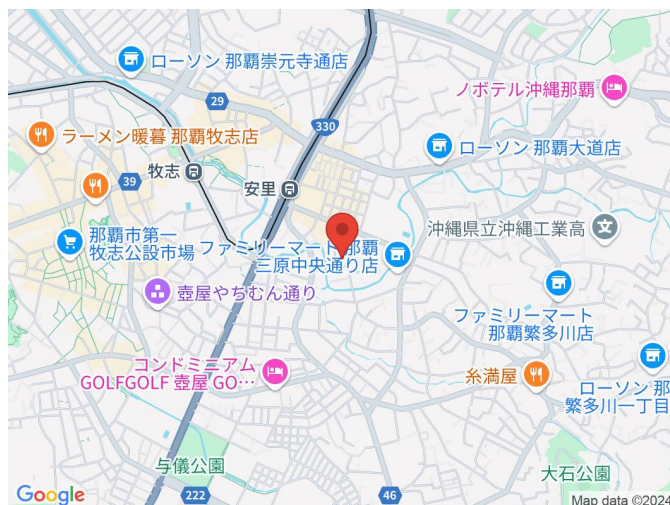 ローソン 那覇崇元寺通店
ノボテル沖縄那覇
29
330
ラーメン暖暮 那覇牧志店
ローソン 那覇大道店
牧志
39
安里
沖縄県立沖縄工業高
那覇市第一
牧志公設市場
ファミリーマート 那覇
三原中央通り店
壺屋やちむん通り
ファミリーマート
那覇繁多川店
コンドミニアム
GOLFGOLF 壺屋 GO…
糸満屋
ローソン 那
繁多川一丁目
与儀公園
大石公園
222
46
Google
Map data ©2024